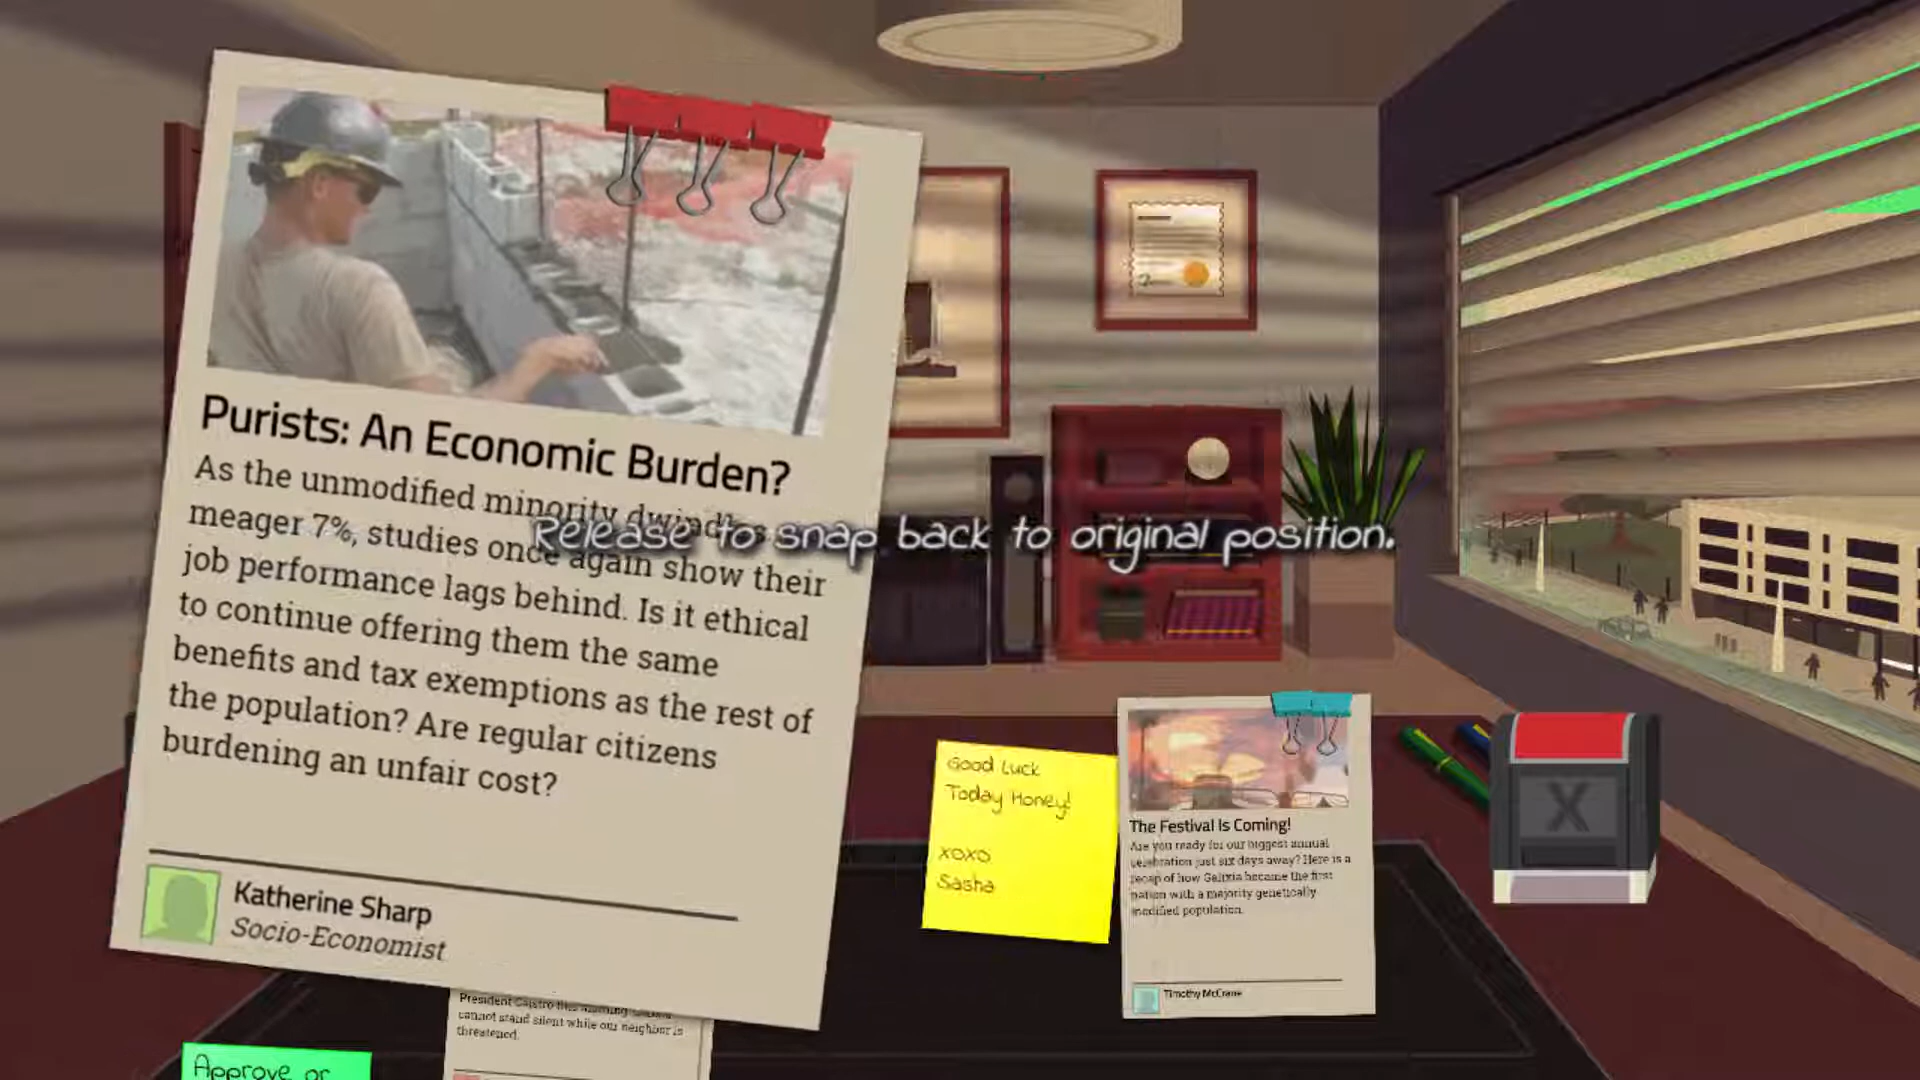 Purists: An Economic Burden?
As the unmodified minority dwindles
meager 7%, studies once again show their
job performance lags behind. Is it ethical
to continue offering them the same
benefits and tax exemptions as the rest of
the population? Are regular citizens
burdening an unfair cost?
Katherine Sharp
Socio-Economist
Release to snap back to original position.
Good Luck
Today Honey!
xoxo
Sasha
The Festival Is Coming!
Are you ready for our biggest annual
celebration just six days away? Here is a
recap of how Galixia became the first
nation with a majority genetically
modified population.
Timothy McCrane
X
President Caistro this morning.
cannot stand silent while our neighbor is
threatened.
Approve or